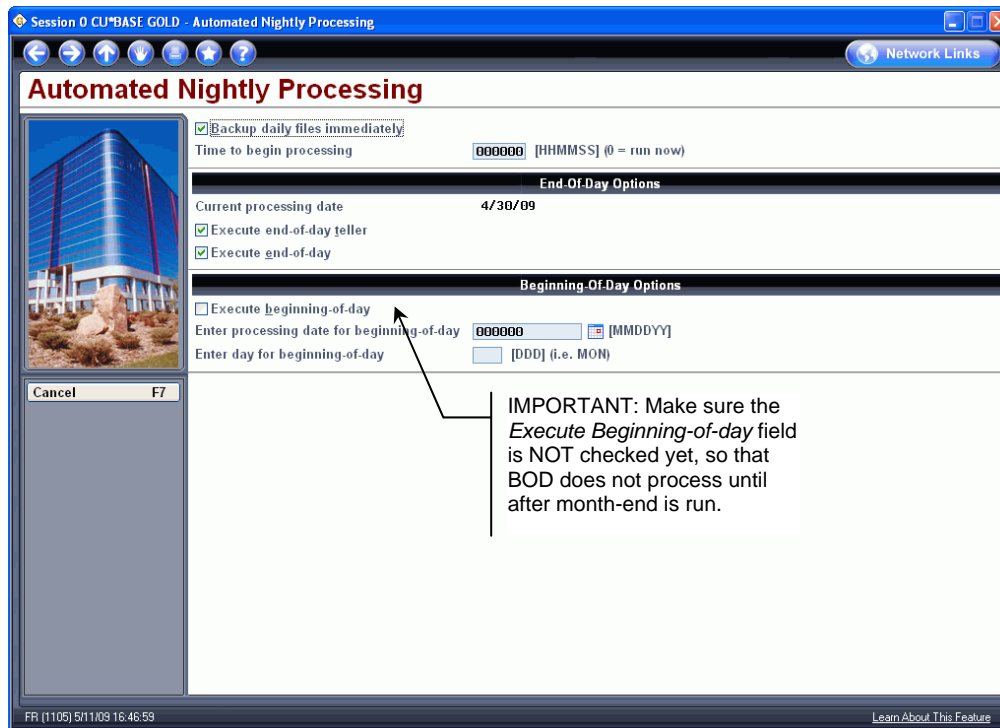 Session 0 CU*BASE GOLD - Automated Nightly Processing
Network Links
Automated Nightly Processing
Backup daily files immediately
Time to begin processing 000000 [HHMMSS] (0 = run now)
End-Of-Day Options
Current processing date 4/30/09
Execute end-of-day teller
Execute end-of-day
Beginning-Of-Day Options
Execute beginning-of-day
Enter processing date for beginning-of-day 000000 [MMDDYY]
Enter day for beginning-of-day [DDD] (i.e. MON)
Cancel F7
IMPORTANT: Make sure the
Execute Beginning-of-day field
is NOT checked yet, so that
BOD does not process until
after month-end is run.
FR (1105) 5/11/09 16:46:59
Learn About This Feature